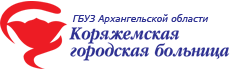 ГБУЗ Архангельской области
Коряжемская
городская больница